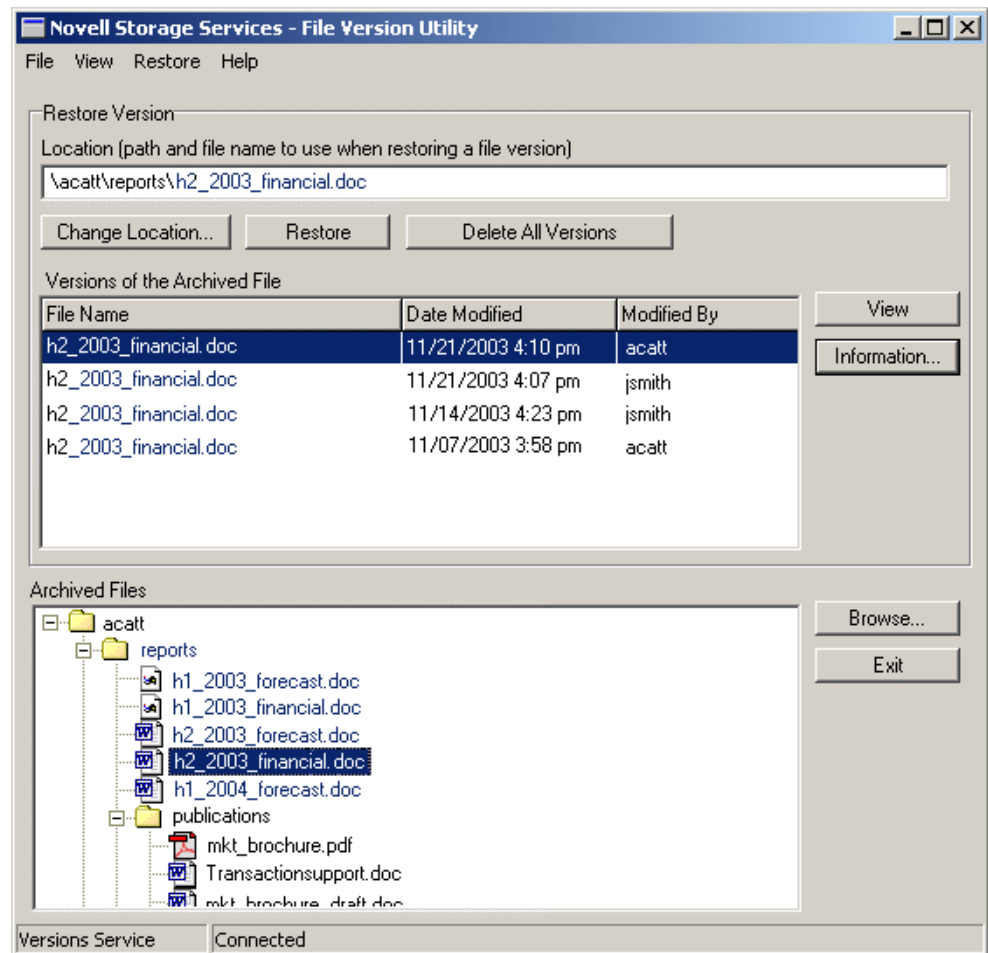 Novell Storage Services - File Version Utility
File View Restore Help
Restore Version
Location (path and file name to use when restoring a file version)
\acatt\reports\h2_2003_financial.doc
Change Location... Restore Delete All Versions
Versions of the Archived File
File Name Date Modified Modified By View
h2_2003_financial.doc 11/21/2003 4:10 pm acatt Information...
h2_2003_financial.doc 11/21/2003 4:07 pm jsmith
h2_2003_financial.doc 11/14/2003 4:23 pm jsmith
h2_2003_financial.doc 11/07/2003 3:58 pm acatt
Archived Files
acatt Browse...
reports Exit
h1_2003_forecast.doc
h1_2003_financial.doc
h2_2003_forecast.doc
h2_2003_financial.doc
h1_2004_forecast.doc
publications
mkt_brochure.pdf
Transactionsupport.doc
mkt_brochure_draft.doc
Versions Service Connected